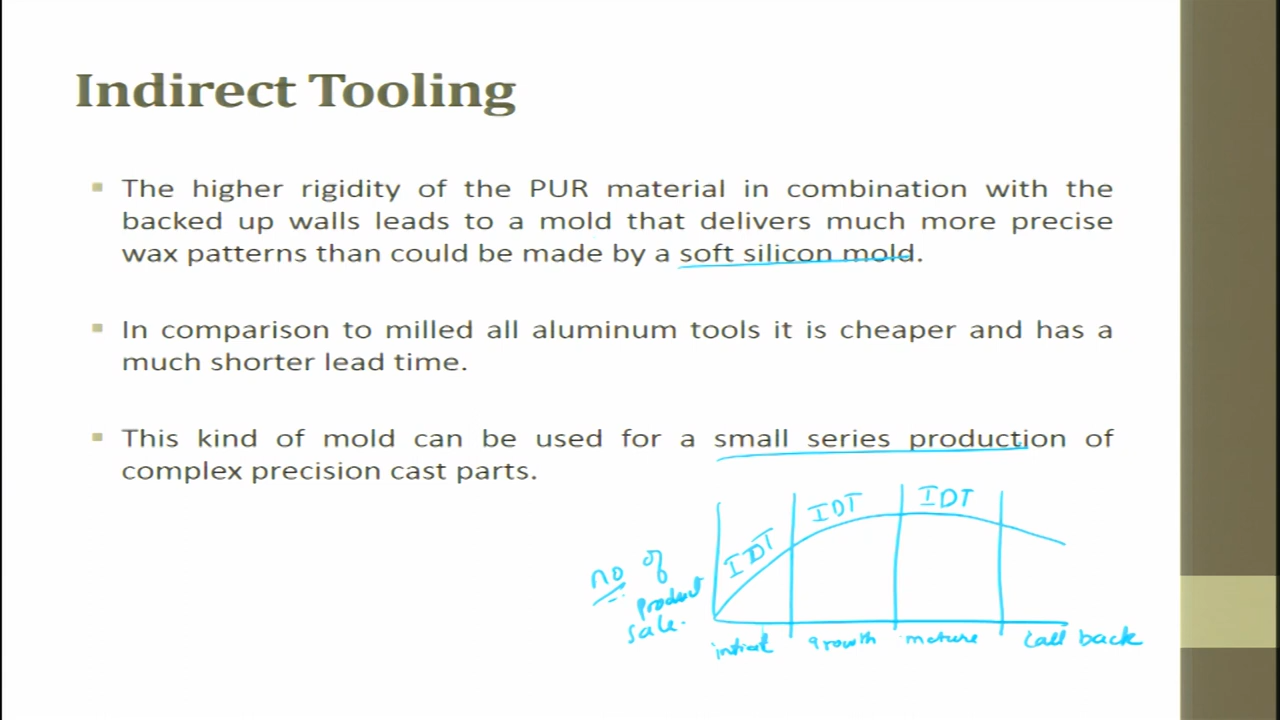 Indirect Tooling
The higher rigidity of the PUR material in combination with the
backed up walls leads to a mold that delivers much more precise
wax patterns than could be made by a soft silicon mold.
In comparison to milled all aluminum tools it is cheaper and has a
much shorter lead time.
This kind of mold can be used for a small series production of
complex precision cast parts.
IDT IDT IDT
no of
product
sale.
growth mature call back